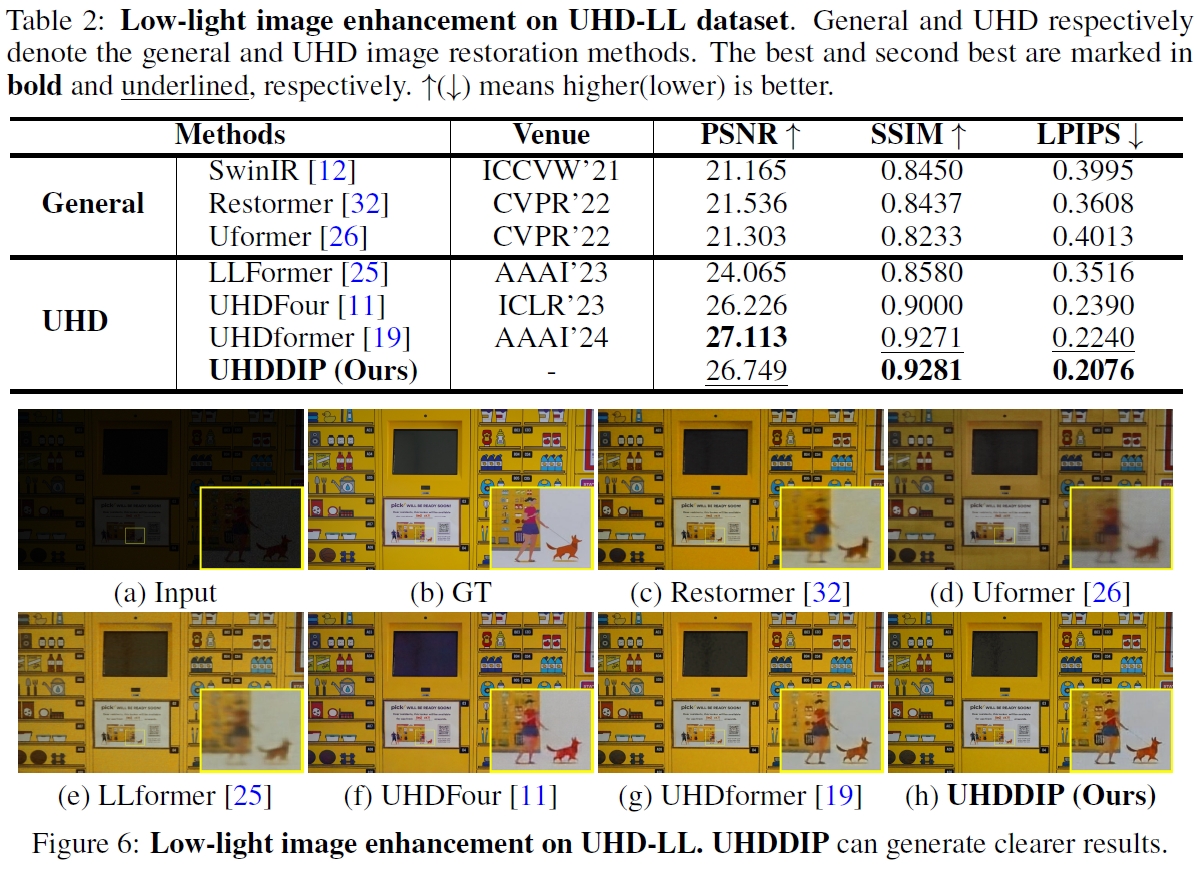 Table 2: Low-light image enhancement on UHD-LL dataset. General and UHD respectively
denote the general and UHD image restoration methods. The best and second best are marked in
bold and underlined, respectively. ↑(↓) means higher(lower) is better.
Methods Venue PSNR ↑ SSIM ↑ LPIPS ↓
General
SwinIR [12] ICCVW'21 21.165 0.8450 0.3995
Restormer [32] CVPR'22 21.536 0.8437 0.3608
Uformer [26] CVPR'22 21.303 0.8233 0.4013
UHD
LLFormer [25] AAAI'23 24.065 0.8580 0.3516
UHDFour [11] ICLR'23 26.226 0.9000 0.2390
UHDformer [19] AAAI'24 27.113 0.9271 0.2240
UHDDIP (Ours) - 26.749 0.9281 0.2076
pick WILL BE READY SOON!
(a) Input (b) GT (c) Restormer [32] (d) Uformer [26]
(e) LLformer [25] (f) UHDFour [11] (g) UHDformer [19] (h) UHDDIP (Ours)
Figure 6: Low-light image enhancement on UHD-LL. UHDDIP can generate clearer results.